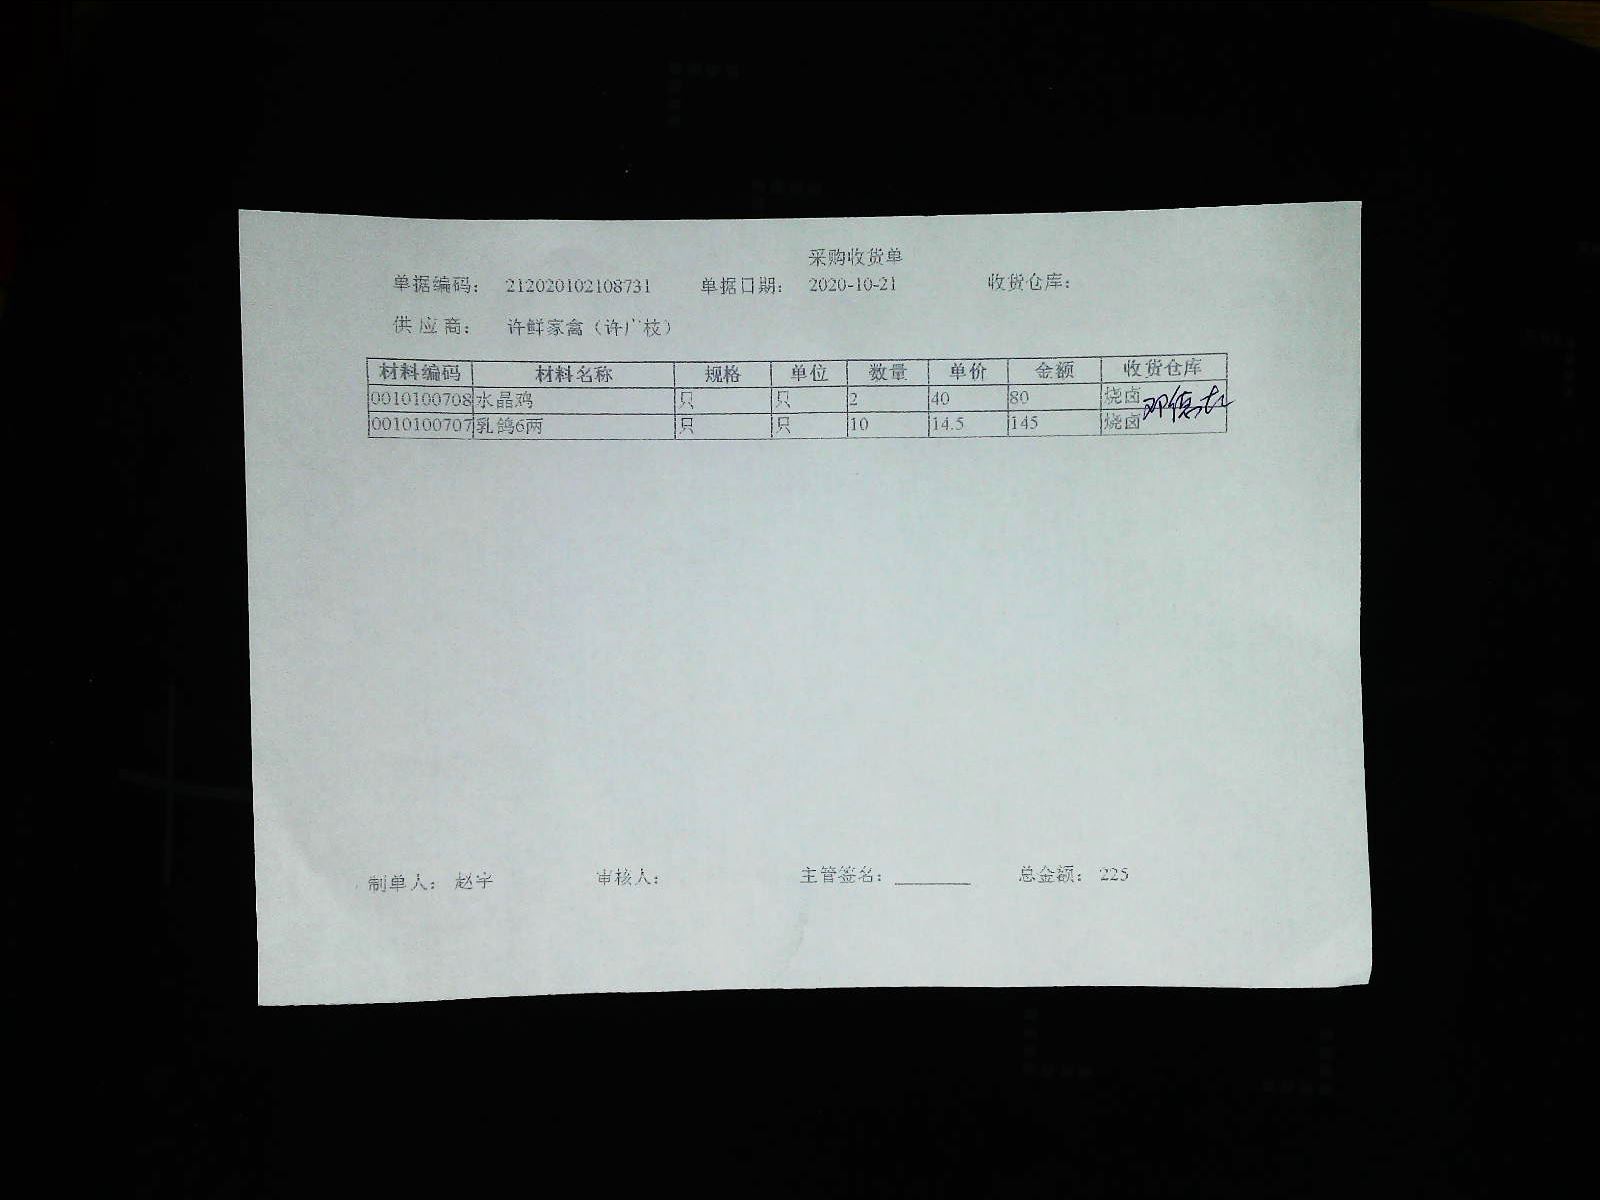 采购收货单
单据编码： 212020102108731 单据日期： 2020-10-21 收货仓库：
供 应 商： 许鲜家禽（许广枝）
材料编码 材料名称 规格 单位 数量 单价 金额 收货仓库
0010100708 水晶鸡 只 只 2 40 80 烧卤
0010100707 乳鸽6两 只 只 10 14.5 145 烧卤
制单人： 赵宇 审核人： 主管签名： 总金额： 225